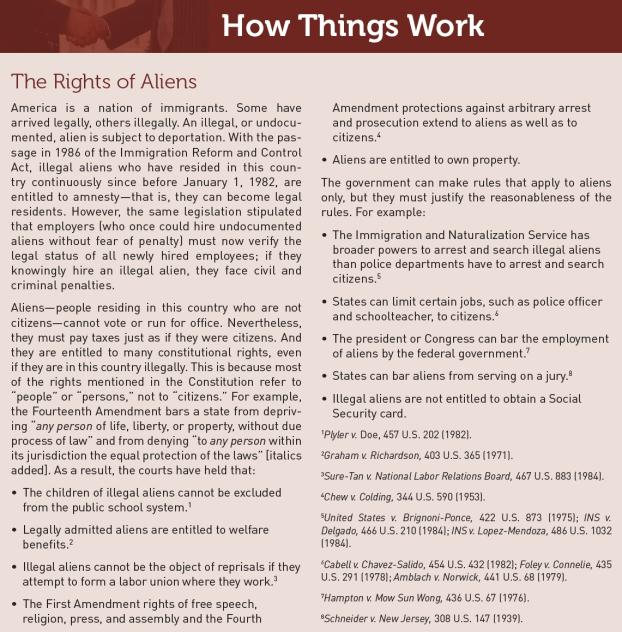 How Things Work
The Rights of Aliens
America is a nation of immigrants. Some have
arrived legally, others illegally. An illegal, or undocu-
mented, alien is subject to deportation. With the pas-
sage in 1986 of the Immigration Reform and Control
Act, illegal aliens who have resided in this coun-
try continuously since before January 1, 1982, are
entitled to amnesty—that is, they can become legal
residents. However, the same legislation stipulated
that employers (who once could hire undocumented
aliens without fear of penalty) must now verify the
legal status of all newly hired employees; if they
knowingly hire an illegal alien, they face civil and
criminal penalties.
Aliens—people residing in this country who are not
citizens—cannot vote or run for office. Nevertheless,
they must pay taxes just as if they were citizens. And
they are entitled to many constitutional rights, even
if they are in this country illegally. This is because most
of the rights mentioned in the Constitution refer to
"people" or "persons," not to "citizens." For example,
the Fourteenth Amendment bars a state from depriv-
ing "any person of life, liberty, or property, without due
process of law" and from denying "to any person within
its jurisdiction the equal protection of the laws" [italics
added]. As a result, the courts have held that:
• The children of illegal aliens cannot be excluded
from the public school system.1
• Legally admitted aliens are entitled to welfare
benefits.2
• Illegal aliens cannot be the object of reprisals if they
attempt to form a labor union where they work.3
• The First Amendment rights of free speech,
religion, press, and assembly and the Fourth
Amendment protections against arbitrary arrest
and prosecution extend to aliens as well as to
citizens.4
• Aliens are entitled to own property.
The government can make rules that apply to aliens
only, but they must justify the reasonableness of the
rules. For example:
• The Immigration and Naturalization Service has
broader powers to arrest and search illegal aliens
than police departments have to arrest and search
citizens.5
• States can limit certain jobs, such as police officer
and schoolteacher, to citizens.6
• The president or Congress can bar the employment
of aliens by the federal government.7
• States can bar aliens from serving on a jury.8
• Illegal aliens are not entitled to obtain a Social
Security card.
1Plyler v. Doe, 457 U.S. 202 (1982).
2Graham v. Richardson, 403 U.S. 365 (1971).
3Sure-Tan v. National Labor Relations Board, 467 U.S. 883 (1984).
4Chew v. Colding, 344 U.S. 590 (1953).
5United States v. Brignoni-Ponce, 422 U.S. 873 (1975); INS v.
Delgado, 466 U.S. 210 (1984); INS v. Lopez-Mendoza, 486 U.S. 1032
(1984).
6Cabell v. Chavez-Salido, 454 U.S. 432 (1982); Foley v. Connelie, 435
U.S. 291 (1978); Amblach v. Norwick, 441 U.S. 68 (1979).
7Hampton v. Mow Sun Wong, 436 U.S. 67 (1976).
8Schneider v. New Jersey, 308 U.S. 147 (1939).